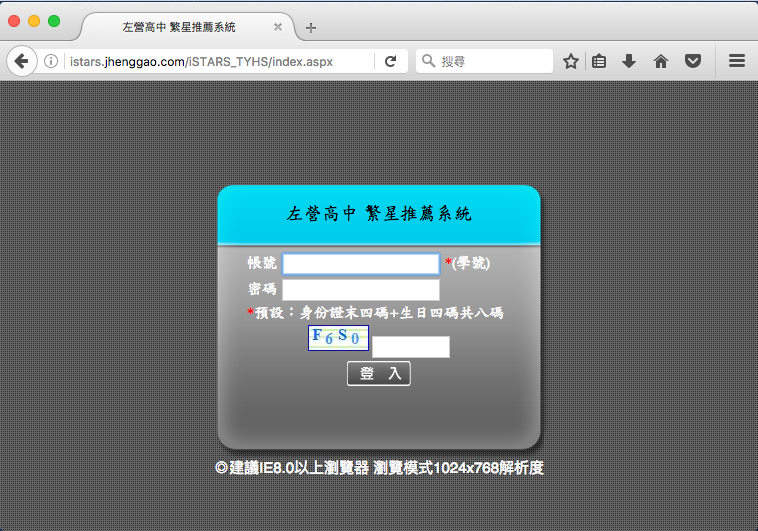 左營高中 繁星推薦系統
istars.jhenggao.com/iSTARS_TYHS/index.aspx
搜尋
左營高中 繁星推薦系統
帳號 *(學號)
密碼
*預設：身份證末四碼+生日四碼共八碼
F6S0
登 入
◎建議IE8.0以上瀏覽器 瀏覽模式1024x768解析度